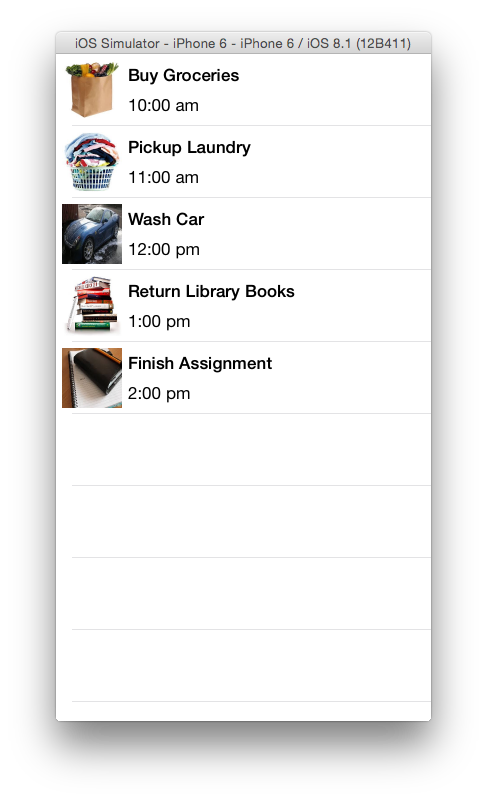 iOS Simulator - iPhone 6 - iPhone 6 / iOS 8.1 (12B411)
Buy Groceries
10:00 am
Pickup Laundry
11:00 am
Wash Car
12:00 pm
Return Library Books
1:00 pm
Finish Assignment
2:00 pm